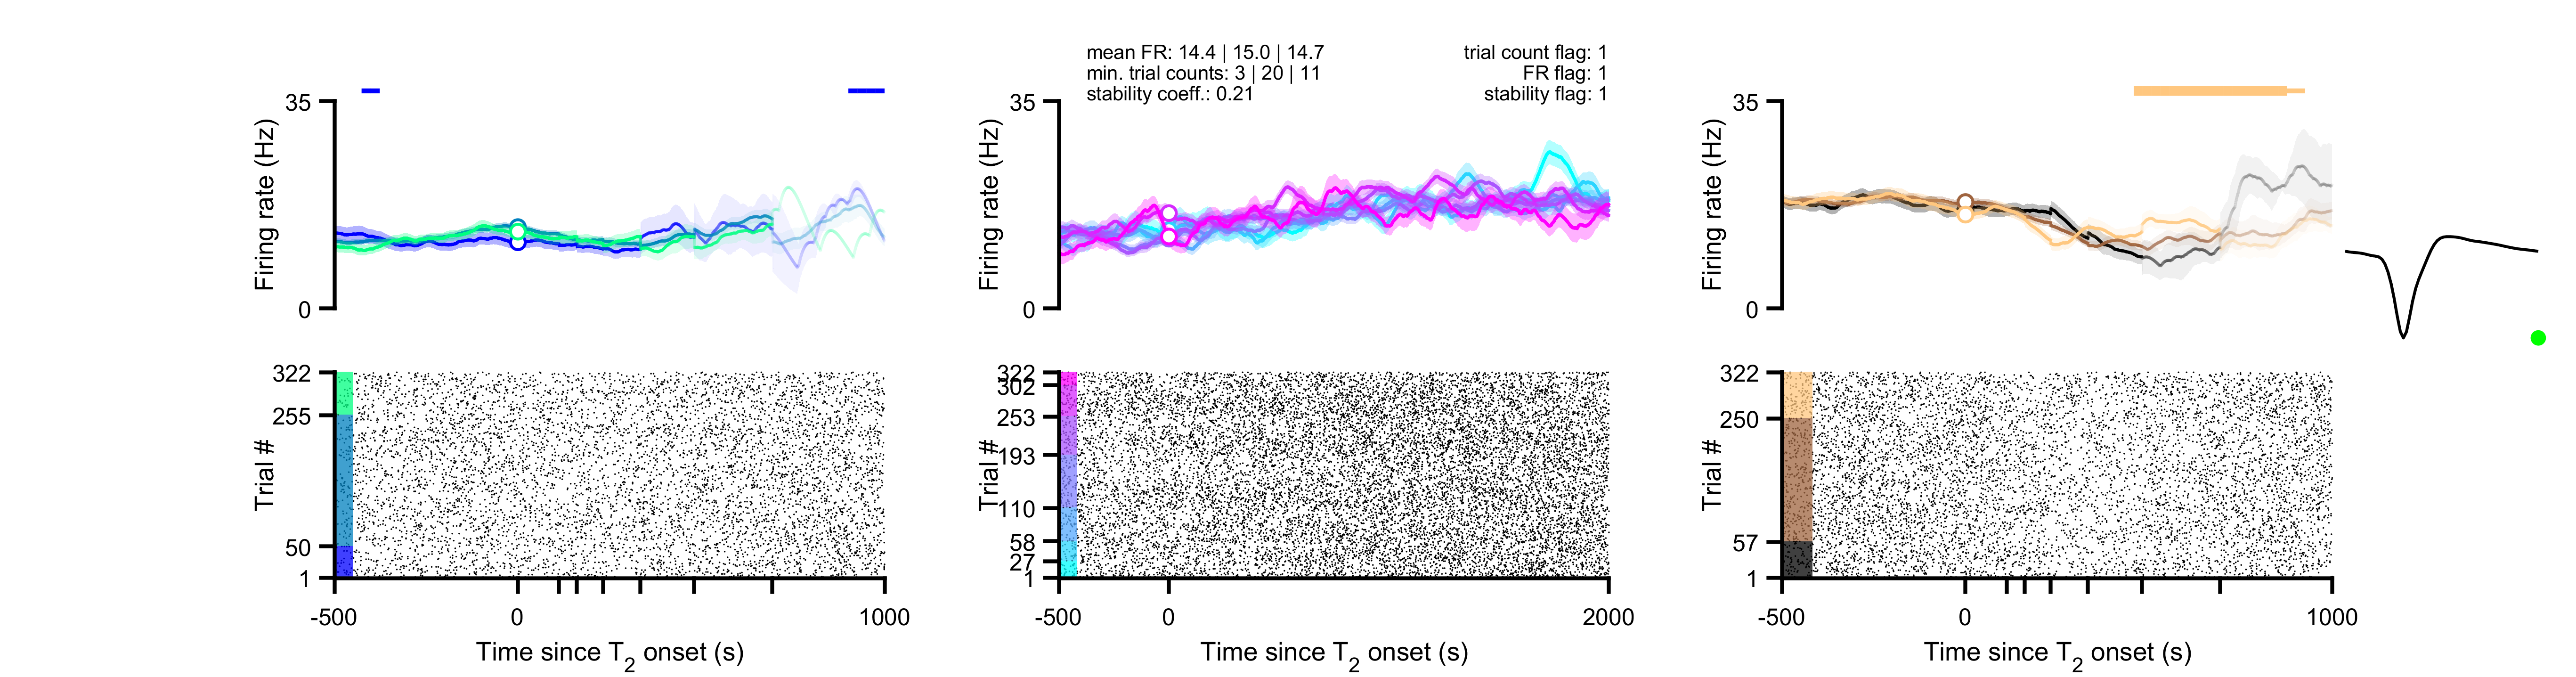 mean FR: 14.4 | 15.0 | 14.7
min. trial counts: 3 | 20 | 11
stability coeff.: 0.21
trial count flag: 1
FR flag: 1
stability flag: 1
35
0
Firing rate (Hz)
322
255
50
1
Trial #
-500
0
1000
Time since T2 onset (s)
35
0
Firing rate (Hz)
322
302
253
193
110
58
27
1
Trial #
-500
0
2000
Time since T2 onset (s)
35
0
Firing rate (Hz)
322
250
57
1
Trial #
-500
0
1000
Time since T2 onset (s)